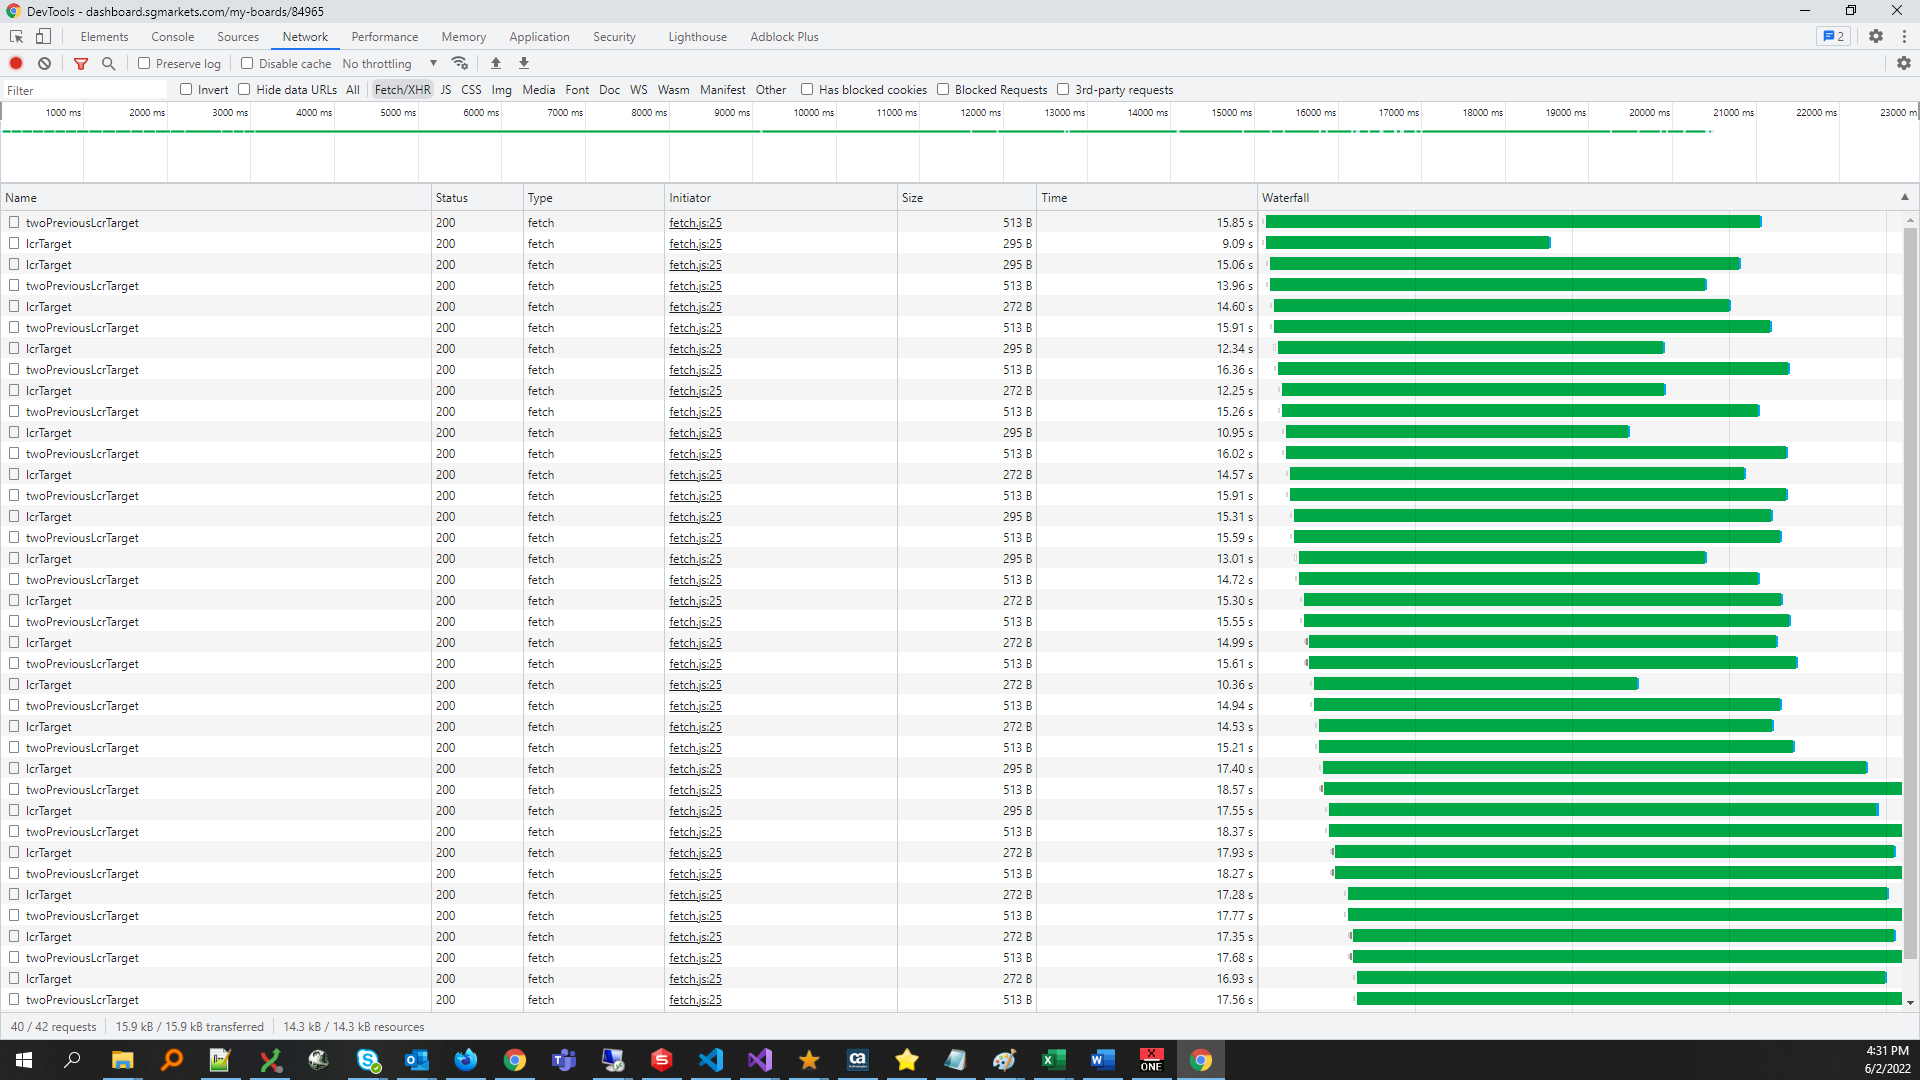 DevTools - dashboard.sgmarkets.com/my-boards/84965
Elements Console Sources Network Performance Memory Application Security Lighthouse Adblock Plus 2
Preserve log Disable cache No throttling
Filter Invert Hide data URLs All Fetch/XHR JS CSS Img Media Font Doc WS Wasm Manifest Other Has blocked cookies Blocked Requests 3rd-party requests
1000 ms 2000 ms 3000 ms 4000 ms 5000 ms 6000 ms 7000 ms 8000 ms 9000 ms 10000 ms 11000 ms 12000 ms 13000 ms 14000 ms 15000 ms 16000 ms 17000 ms 18000 ms 19000 ms 20000 ms 21000 ms 22000 ms 23000 m
Name Status Type Initiator Size Time Waterfall
twoPreviousLcrTarget 200 fetch fetch.js:25 513 B 15.85 s
lcrTarget 200 fetch fetch.js:25 295 B 9.09 s
lcrTarget 200 fetch fetch.js:25 295 B 15.06 s
twoPreviousLcrTarget 200 fetch fetch.js:25 513 B 13.96 s
lcrTarget 200 fetch fetch.js:25 272 B 14.60 s
twoPreviousLcrTarget 200 fetch fetch.js:25 513 B 15.91 s
lcrTarget 200 fetch fetch.js:25 295 B 12.34 s
twoPreviousLcrTarget 200 fetch fetch.js:25 513 B 16.36 s
lcrTarget 200 fetch fetch.js:25 272 B 12.25 s
twoPreviousLcrTarget 200 fetch fetch.js:25 513 B 15.26 s
lcrTarget 200 fetch fetch.js:25 295 B 10.95 s
twoPreviousLcrTarget 200 fetch fetch.js:25 513 B 16.02 s
lcrTarget 200 fetch fetch.js:25 272 B 14.57 s
twoPreviousLcrTarget 200 fetch fetch.js:25 513 B 15.91 s
lcrTarget 200 fetch fetch.js:25 295 B 15.31 s
twoPreviousLcrTarget 200 fetch fetch.js:25 513 B 15.59 s
lcrTarget 200 fetch fetch.js:25 295 B 13.01 s
twoPreviousLcrTarget 200 fetch fetch.js:25 513 B 14.72 s
lcrTarget 200 fetch fetch.js:25 272 B 15.30 s
twoPreviousLcrTarget 200 fetch fetch.js:25 513 B 15.55 s
lcrTarget 200 fetch fetch.js:25 272 B 14.99 s
twoPreviousLcrTarget 200 fetch fetch.js:25 513 B 15.61 s
lcrTarget 200 fetch fetch.js:25 272 B 10.36 s
twoPreviousLcrTarget 200 fetch fetch.js:25 513 B 14.94 s
lcrTarget 200 fetch fetch.js:25 272 B 14.53 s
twoPreviousLcrTarget 200 fetch fetch.js:25 513 B 15.21 s
lcrTarget 200 fetch fetch.js:25 295 B 17.40 s
twoPreviousLcrTarget 200 fetch fetch.js:25 513 B 18.57 s
lcrTarget 200 fetch fetch.js:25 295 B 17.55 s
twoPreviousLcrTarget 200 fetch fetch.js:25 513 B 18.37 s
lcrTarget 200 fetch fetch.js:25 272 B 17.93 s
twoPreviousLcrTarget 200 fetch fetch.js:25 513 B 18.27 s
lcrTarget 200 fetch fetch.js:25 272 B 17.28 s
twoPreviousLcrTarget 200 fetch fetch.js:25 513 B 17.77 s
lcrTarget 200 fetch fetch.js:25 272 B 17.35 s
twoPreviousLcrTarget 200 fetch fetch.js:25 513 B 17.68 s
lcrTarget 200 fetch fetch.js:25 272 B 16.93 s
twoPreviousLcrTarget 200 fetch fetch.js:25 513 B 17.56 s
40 / 42 requests 15.9 kB / 15.9 kB transferred 14.3 kB / 14.3 kB resources
ca X ONE 4:31 PM
6/2/2022